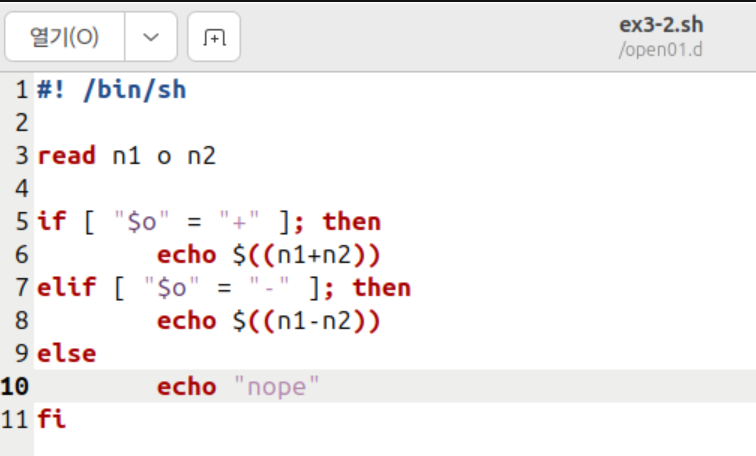 열기(O)
ex3-2.sh
/open01.d
1 #! /bin/sh
2
3 read n1 o n2
4
5 if [ "$o" = "+" ]; then
6 echo $((n1+n2))
7 elif [ "$o" = "-" ]; then
8 echo $((n1-n2))
9 else
10 echo "nope"
11 fi